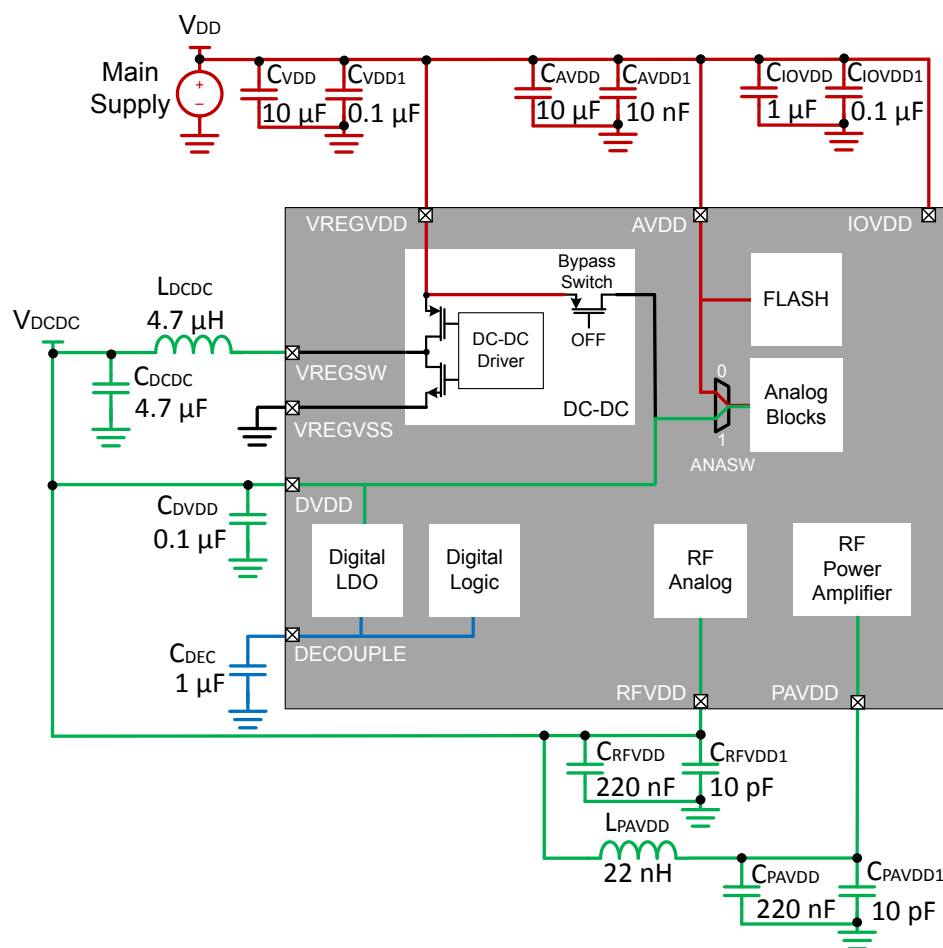 VDD
Main
Supply
+
−
CVDD
10 µF
CVDD1
0.1 µF
CAVDD
10 µF
CAVDD1
10 nF
CIOVDD
1 µF
CIOVDD1
0.1 µF
VREGVDD
AVDD
IOVDD
Bypass
Switch
OFF
DC-DC
Driver
DC-DC
FLASH
0
Analog
Blocks
1
ANASW
LDCDC
4.7 µH
VDCDC
CDCDC
4.7 µF
VREGSW
VREGVSS
DVDD
CDVDD
0.1 µF
Digital
LDO
Digital
Logic
RF
Analog
RF
Power
Amplifier
DECOUPLE
CDEC
1 µF
RFVDD
PAVDD
CRFVDD
220 nF
CRFVDD1
10 pF
LPAVDD
22 nH
CPAVDD
220 nF
CPAVDD1
10 pF